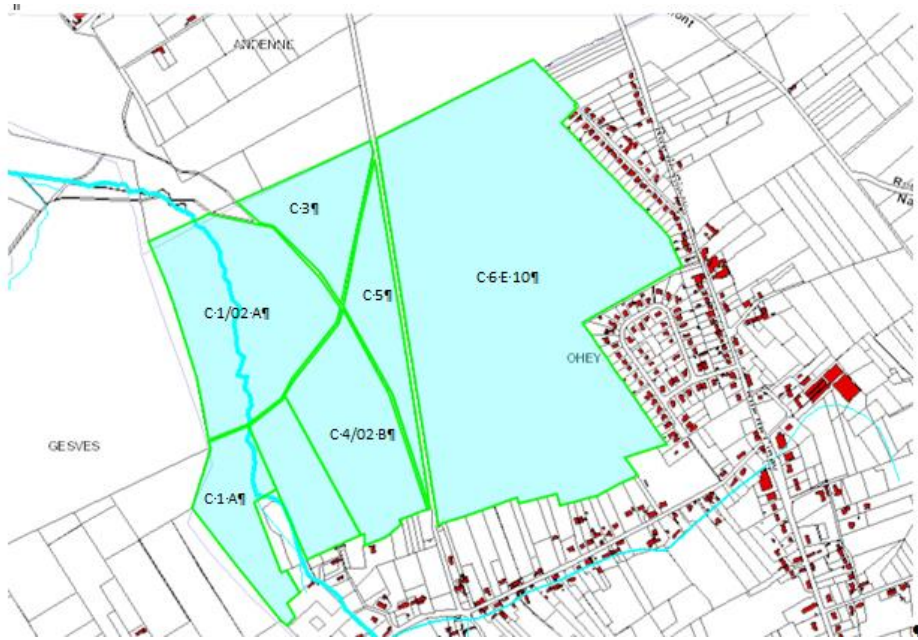 ANDENNE
C·3¶
C·5¶
C·6·E·10¶
C·1/02·A¶
OHEY
C·4/02·B¶
GESVES
C·1·A¶